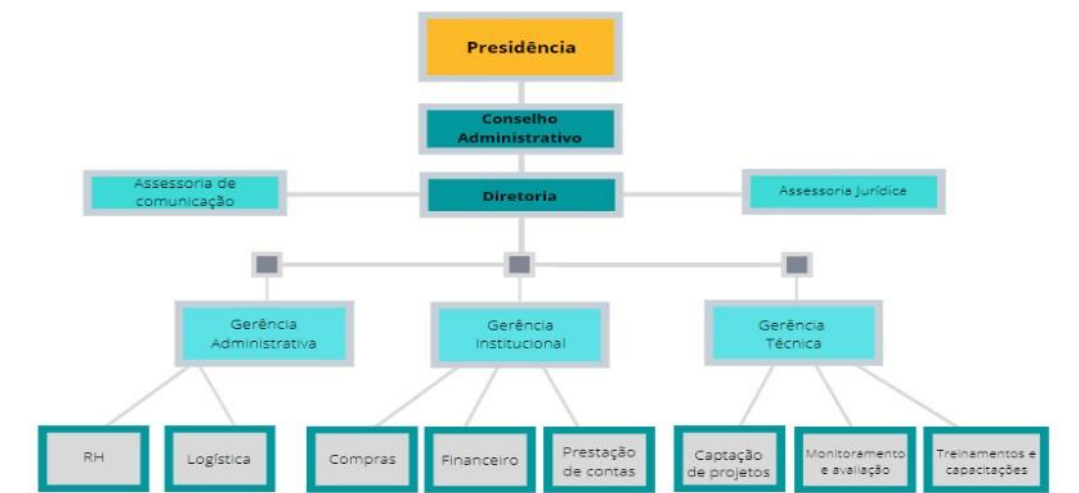 Presidência
Conselho
Administrativo
Assessoria de
comunicação
Diretoria
Assessoria Jurídica
Gerência
Administrativa
Gerência
Institucional
Gerência
Técnica
RH
Logística
Compras
Financeiro
Prestação
de contas
Captação
de projetos
Monitoramento
e avaliação
Treinamentos e
capacitações